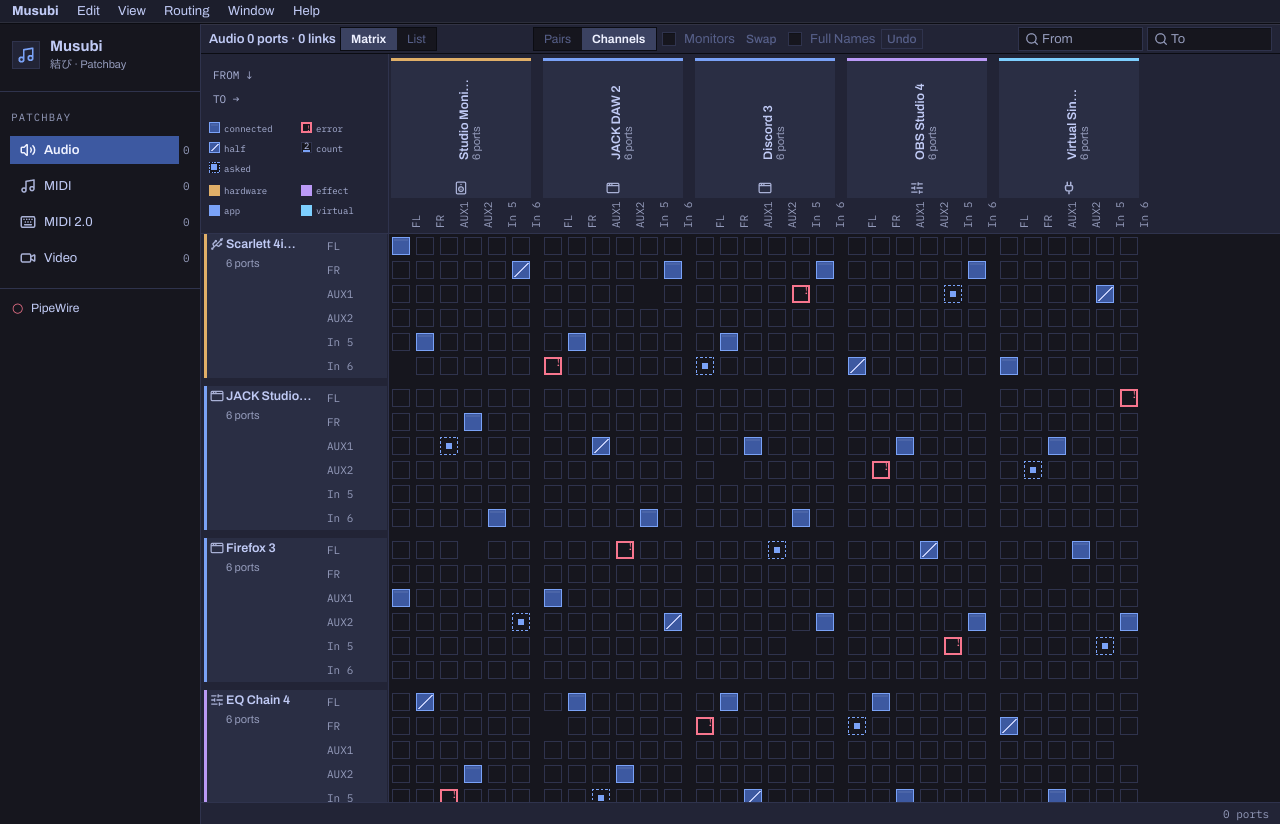 Musubi Edit View Routing Window Help
Musubi
結び · Patchbay
Audio 0 ports · 0 links Matrix List Pairs Channels Monitors Swap Full Names Undo From To
PATCHBAY
Audio 0
MIDI 0
MIDI 2.0 0
Video 0
PipeWire
FROM ↓
TO →
connected error
half 2 count
asked
hardware effect
app virtual
Studio Moni…
6 ports
JACK DAW 2
6 ports
Discord 3
6 ports
OBS Studio 4
6 ports
Virtual Sin…
6 ports
FL FR AUX1 AUX2 In 5 In 6 FL FR AUX1 AUX2 In 5 In 6 FL FR AUX1 AUX2 In 5 In 6 FL FR AUX1 AUX2 In 5 In 6 FL FR AUX1 AUX2 In 5 In 6
Scarlett 4i… FL
6 ports
FR
AUX1
AUX2
In 5
In 6
JACK Studio… FL
6 ports
FR
AUX1
AUX2
In 5
In 6
Firefox 3 FL
6 ports
FR
AUX1
AUX2
In 5
In 6
EQ Chain 4 FL
6 ports
FR
AUX1
AUX2
In 5
0 ports